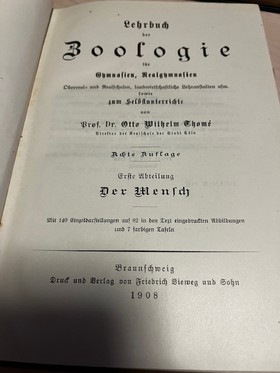 Lehrbuch
der
Zoologie
für
Gymnasien, Realgymnasien
Oberreal- und Realschulen, landwirtschaftliche Lehranstalten usw.
sowie
zum Selbstunterrichte
von
Prof. Dr. Otto Wilhelm Thomé
Direktor der Realschule der Stadt Cöln
Achte Auflage
Erste Abteilung
Der Mensch
Mit 149 Einzeldarstellungen auf 82 in den Text eingedruckten Abbildungen
und 7 farbigen Tafeln
Braunschweig
Druck und Verlag von Friedrich Vieweg und Sohn
1908